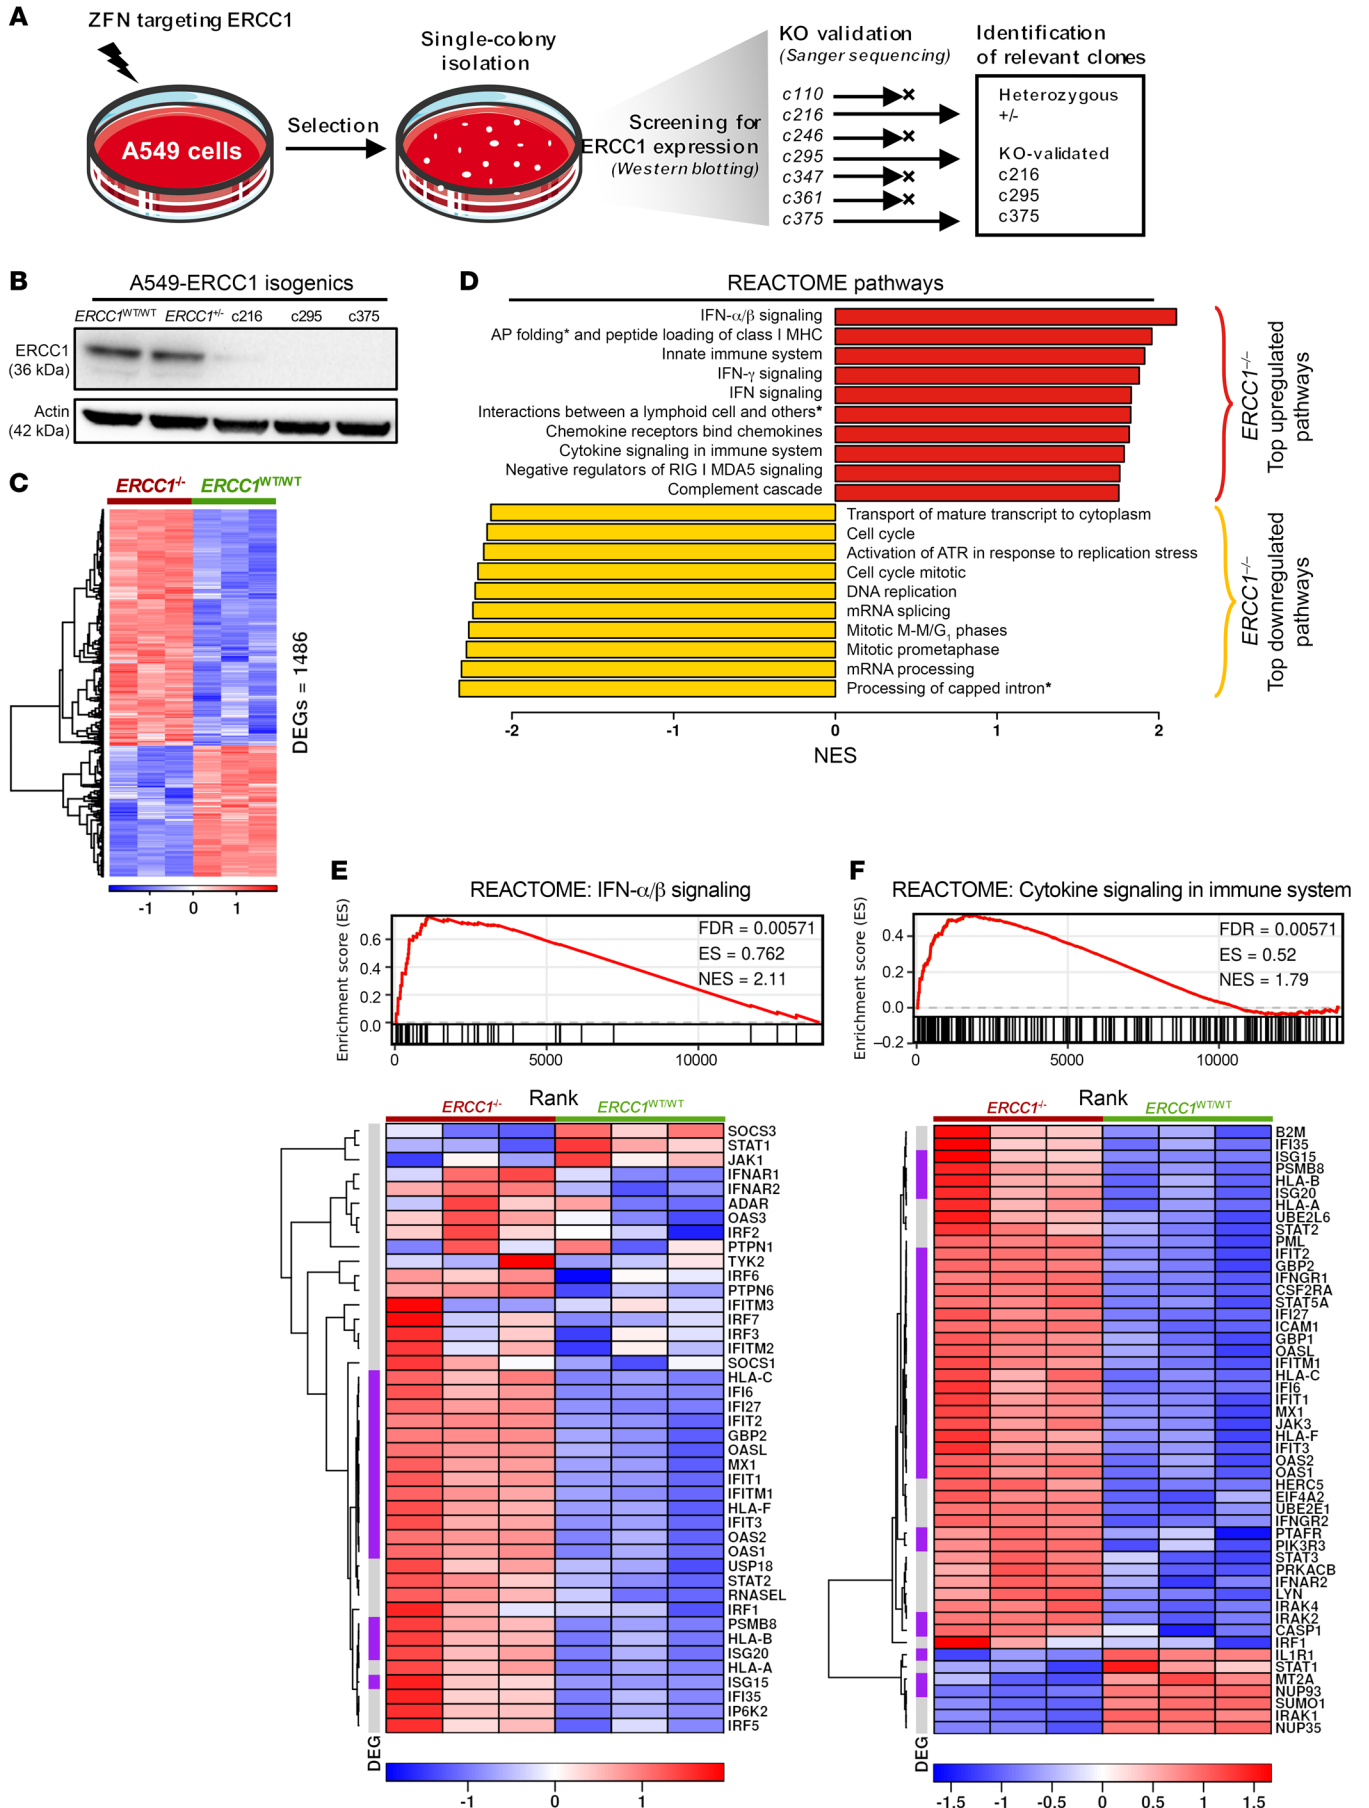 A
ZFN targeting ERCC1
A549 cells
Selection
Single-colony
isolation
Screening for
ERCC1 expression
(Western blotting)
KO validation
(Sanger sequencing)
c110
c216
c246
c295
c347
c361
c375
Identification
of relevant clones
Heterozygous
+/-
KO-validated
c216
c295
c375
B
A549-ERCC1 isogenics
ERCC1WT/WT ERCC1+/- c216 c295 c375
ERCC1
(36 kDa)
Actin
(42 kDa)
C
ERCC1-/- ERCC1WT/WT
DEGs = 1486
-1 0 1
D
REACTOME pathways
IFN-α/β signaling
AP folding* and peptide loading of class I MHC
Innate immune system
IFN-γ signaling
IFN signaling
Interactions between a lymphoid cell and others*
Chemokine receptors bind chemokines
Cytokine signaling in immune system
Negative regulators of RIG I MDA5 signaling
Complement cascade
Transport of mature transcript to cytoplasm
Cell cycle
Activation of ATR in response to replication stress
Cell cycle mitotic
DNA replication
mRNA splicing
Mitotic M-M/G1 phases
Mitotic prometaphase
mRNA processing
Processing of capped intron*
-2 -1 0 1 2
NES
ERCC1–/–
Top upregulated
pathways
ERCC1–/–
Top downregulated
pathways
E
REACTOME: IFN-α/β signaling
Enrichment score (ES)
0.6
0.4
0.2
0.0
FDR = 0.00571
ES = 0.762
NES = 2.11
0 5000 10000
Rank
ERCC1-/- ERCC1WT/WT
SOCS3
STAT1
JAK1
IFNAR1
IFNAR2
ADAR
OAS3
IRF2
PTPN1
TYK2
IRF6
PTPN6
IFITM3
IRF7
IRF3
IFITM2
SOCS1
HLA-C
IFI6
IFI27
IFIT2
GBP2
OASL
MX1
IFIT1
IFITM1
HLA-F
IFIT3
OAS2
OAS1
USP18
STAT2
RNASEL
IRF1
PSMB8
HLA-B
ISG20
HLA-A
ISG15
IFI35
IP6K2
IRF5
DEG
-1 0 1
F
REACTOME: Cytokine signaling in immune system
Enrichment score (ES)
0.4
0.2
0.0
−0.2
FDR = 0.00571
ES = 0.52
NES = 1.79
0 5000 10000
Rank
ERCC1-/- ERCC1WT/WT
B2M
IFI35
ISG15
PSMB8
HLA-B
ISG20
HLA-A
UBE2L6
STAT2
PML
IFIT2
GBP2
IFNGR1
CSF2RA
STAT5A
IFI27
ICAM1
GBP1
OASL
IFITM1
HLA-C
IFI6
IFIT1
MX1
JAK3
HLA-F
IFIT3
OAS2
OAS1
HERC5
EIF4A2
UBE2E1
IFNGR2
PTAFR
PIK3R3
STAT3
PRKACB
IFNAR2
LYN
IRAK4
IRAK2
CASP1
IRF1
IL1R1
STAT1
MT2A
NUP93
SUMO1
IRAK1
NUP35
DEG
-1.5 -1 -0.5 0 0.5 1 1.5